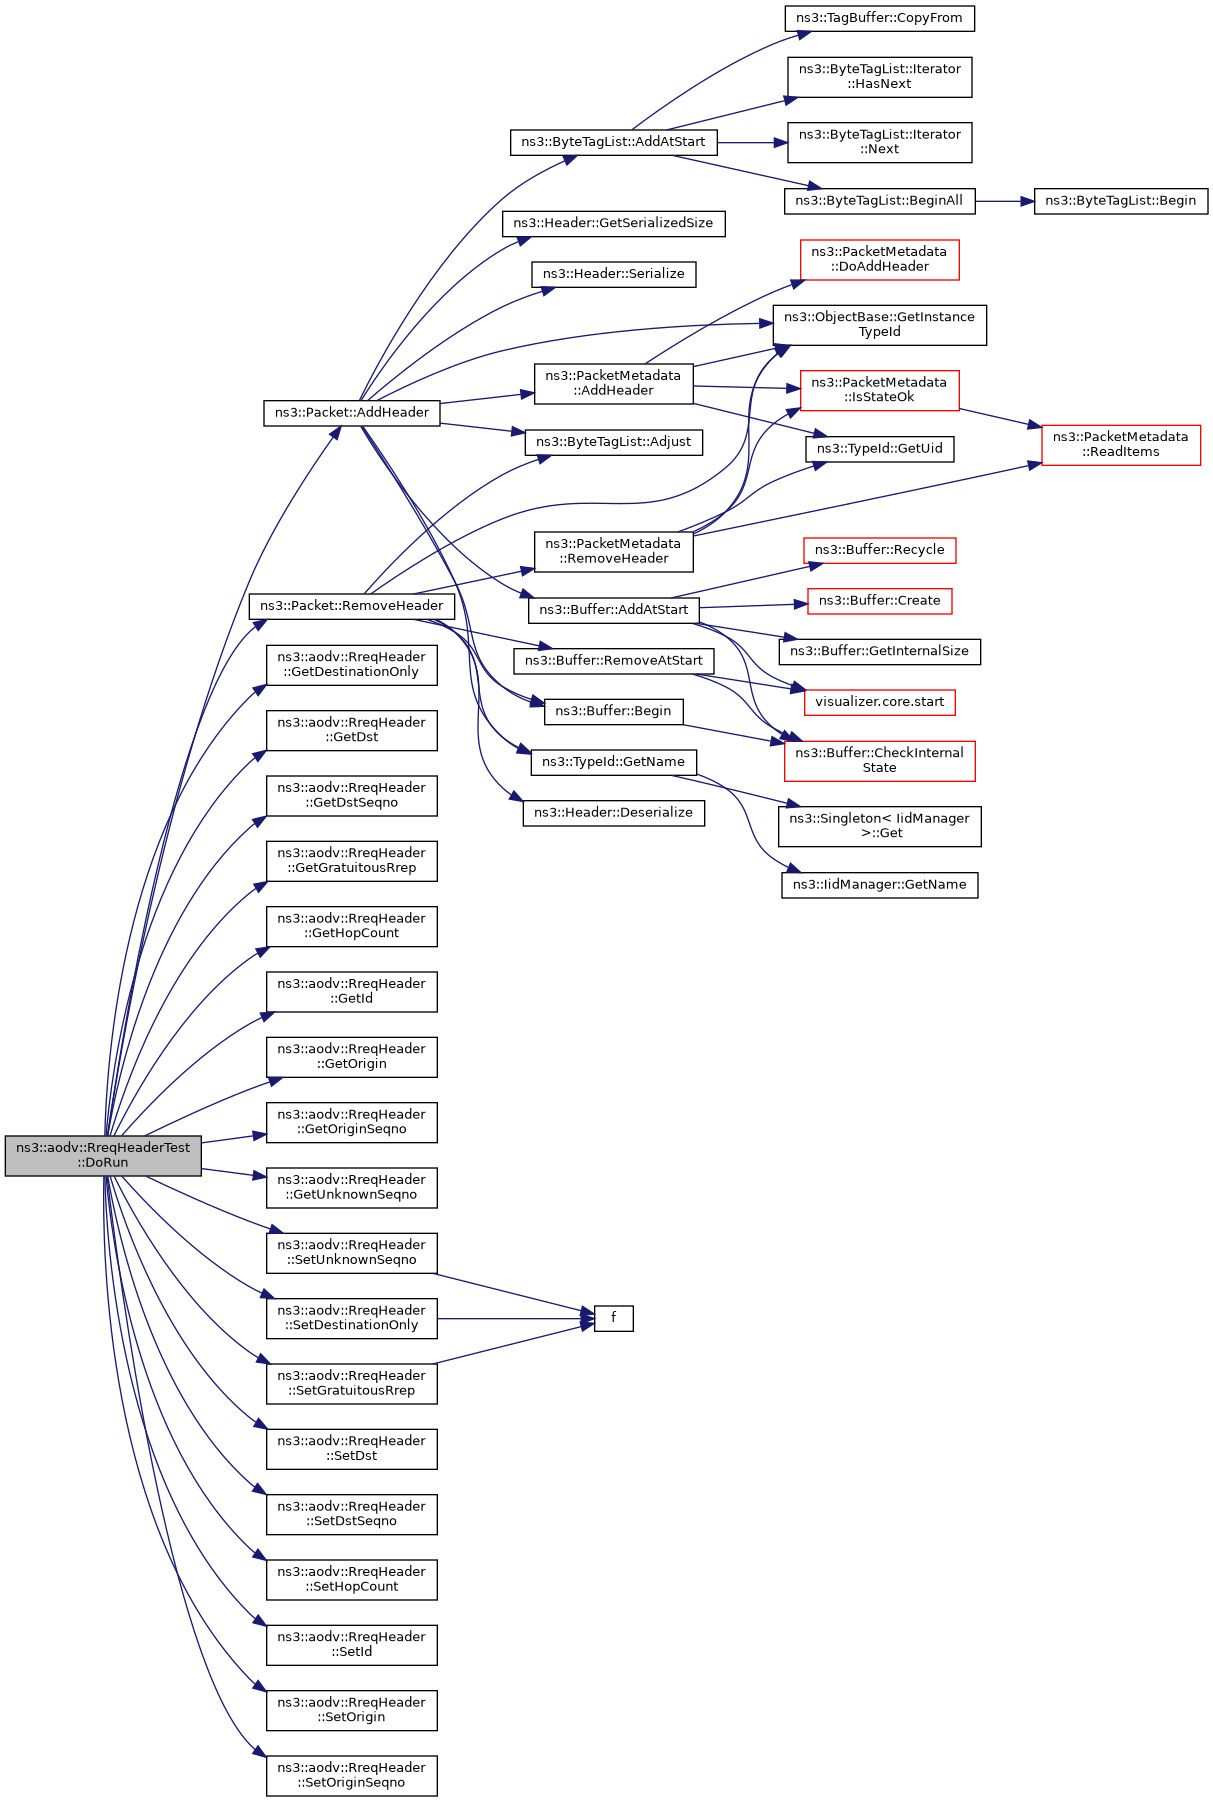 ns3::TagBuffer::CopyFrom
ns3::ByteTagList::Iterator
::HasNext
ns3::ByteTagList::AddAtStart
ns3::ByteTagList::Iterator
::Next
ns3::ByteTagList::BeginAll
ns3::ByteTagList::Begin
ns3::Header::GetSerializedSize
ns3::PacketMetadata
::DoAddHeader
ns3::Header::Serialize
ns3::ObjectBase::GetInstance
TypeId
ns3::PacketMetadata
::AddHeader
ns3::PacketMetadata
::IsStateOk
ns3::Packet::AddHeader
ns3::ByteTagList::Adjust
ns3::TypeId::GetUid
ns3::PacketMetadata
::ReadItems
ns3::PacketMetadata
::RemoveHeader
ns3::Buffer::Recycle
ns3::Packet::RemoveHeader
ns3::Buffer::AddAtStart
ns3::Buffer::Create
ns3::Buffer::GetInternalSize
ns3::aodv::RreqHeader
::GetDestinationOnly
ns3::Buffer::RemoveAtStart
visualizer.core.start
ns3::Buffer::Begin
ns3::aodv::RreqHeader
::GetDst
ns3::Buffer::CheckInternal
State
ns3::TypeId::GetName
ns3::aodv::RreqHeader
::GetDstSeqno
ns3::Header::Deserialize
ns3::Singleton< IidManager
>::Get
ns3::aodv::RreqHeader
::GetGratuitousRrep
ns3::IidManager::GetName
ns3::aodv::RreqHeader
::GetHopCount
ns3::aodv::RreqHeader
::GetId
ns3::aodv::RreqHeader
::GetOrigin
ns3::aodv::RreqHeader
::GetOriginSeqno
ns3::aodv::RreqHeaderTest
::DoRun
ns3::aodv::RreqHeader
::GetUnknownSeqno
ns3::aodv::RreqHeader
::SetUnknownSeqno
ns3::aodv::RreqHeader
::SetDestinationOnly
f
ns3::aodv::RreqHeader
::SetGratuitousRrep
ns3::aodv::RreqHeader
::SetDst
ns3::aodv::RreqHeader
::SetDstSeqno
ns3::aodv::RreqHeader
::SetHopCount
ns3::aodv::RreqHeader
::SetId
ns3::aodv::RreqHeader
::SetOrigin
ns3::aodv::RreqHeader
::SetOriginSeqno